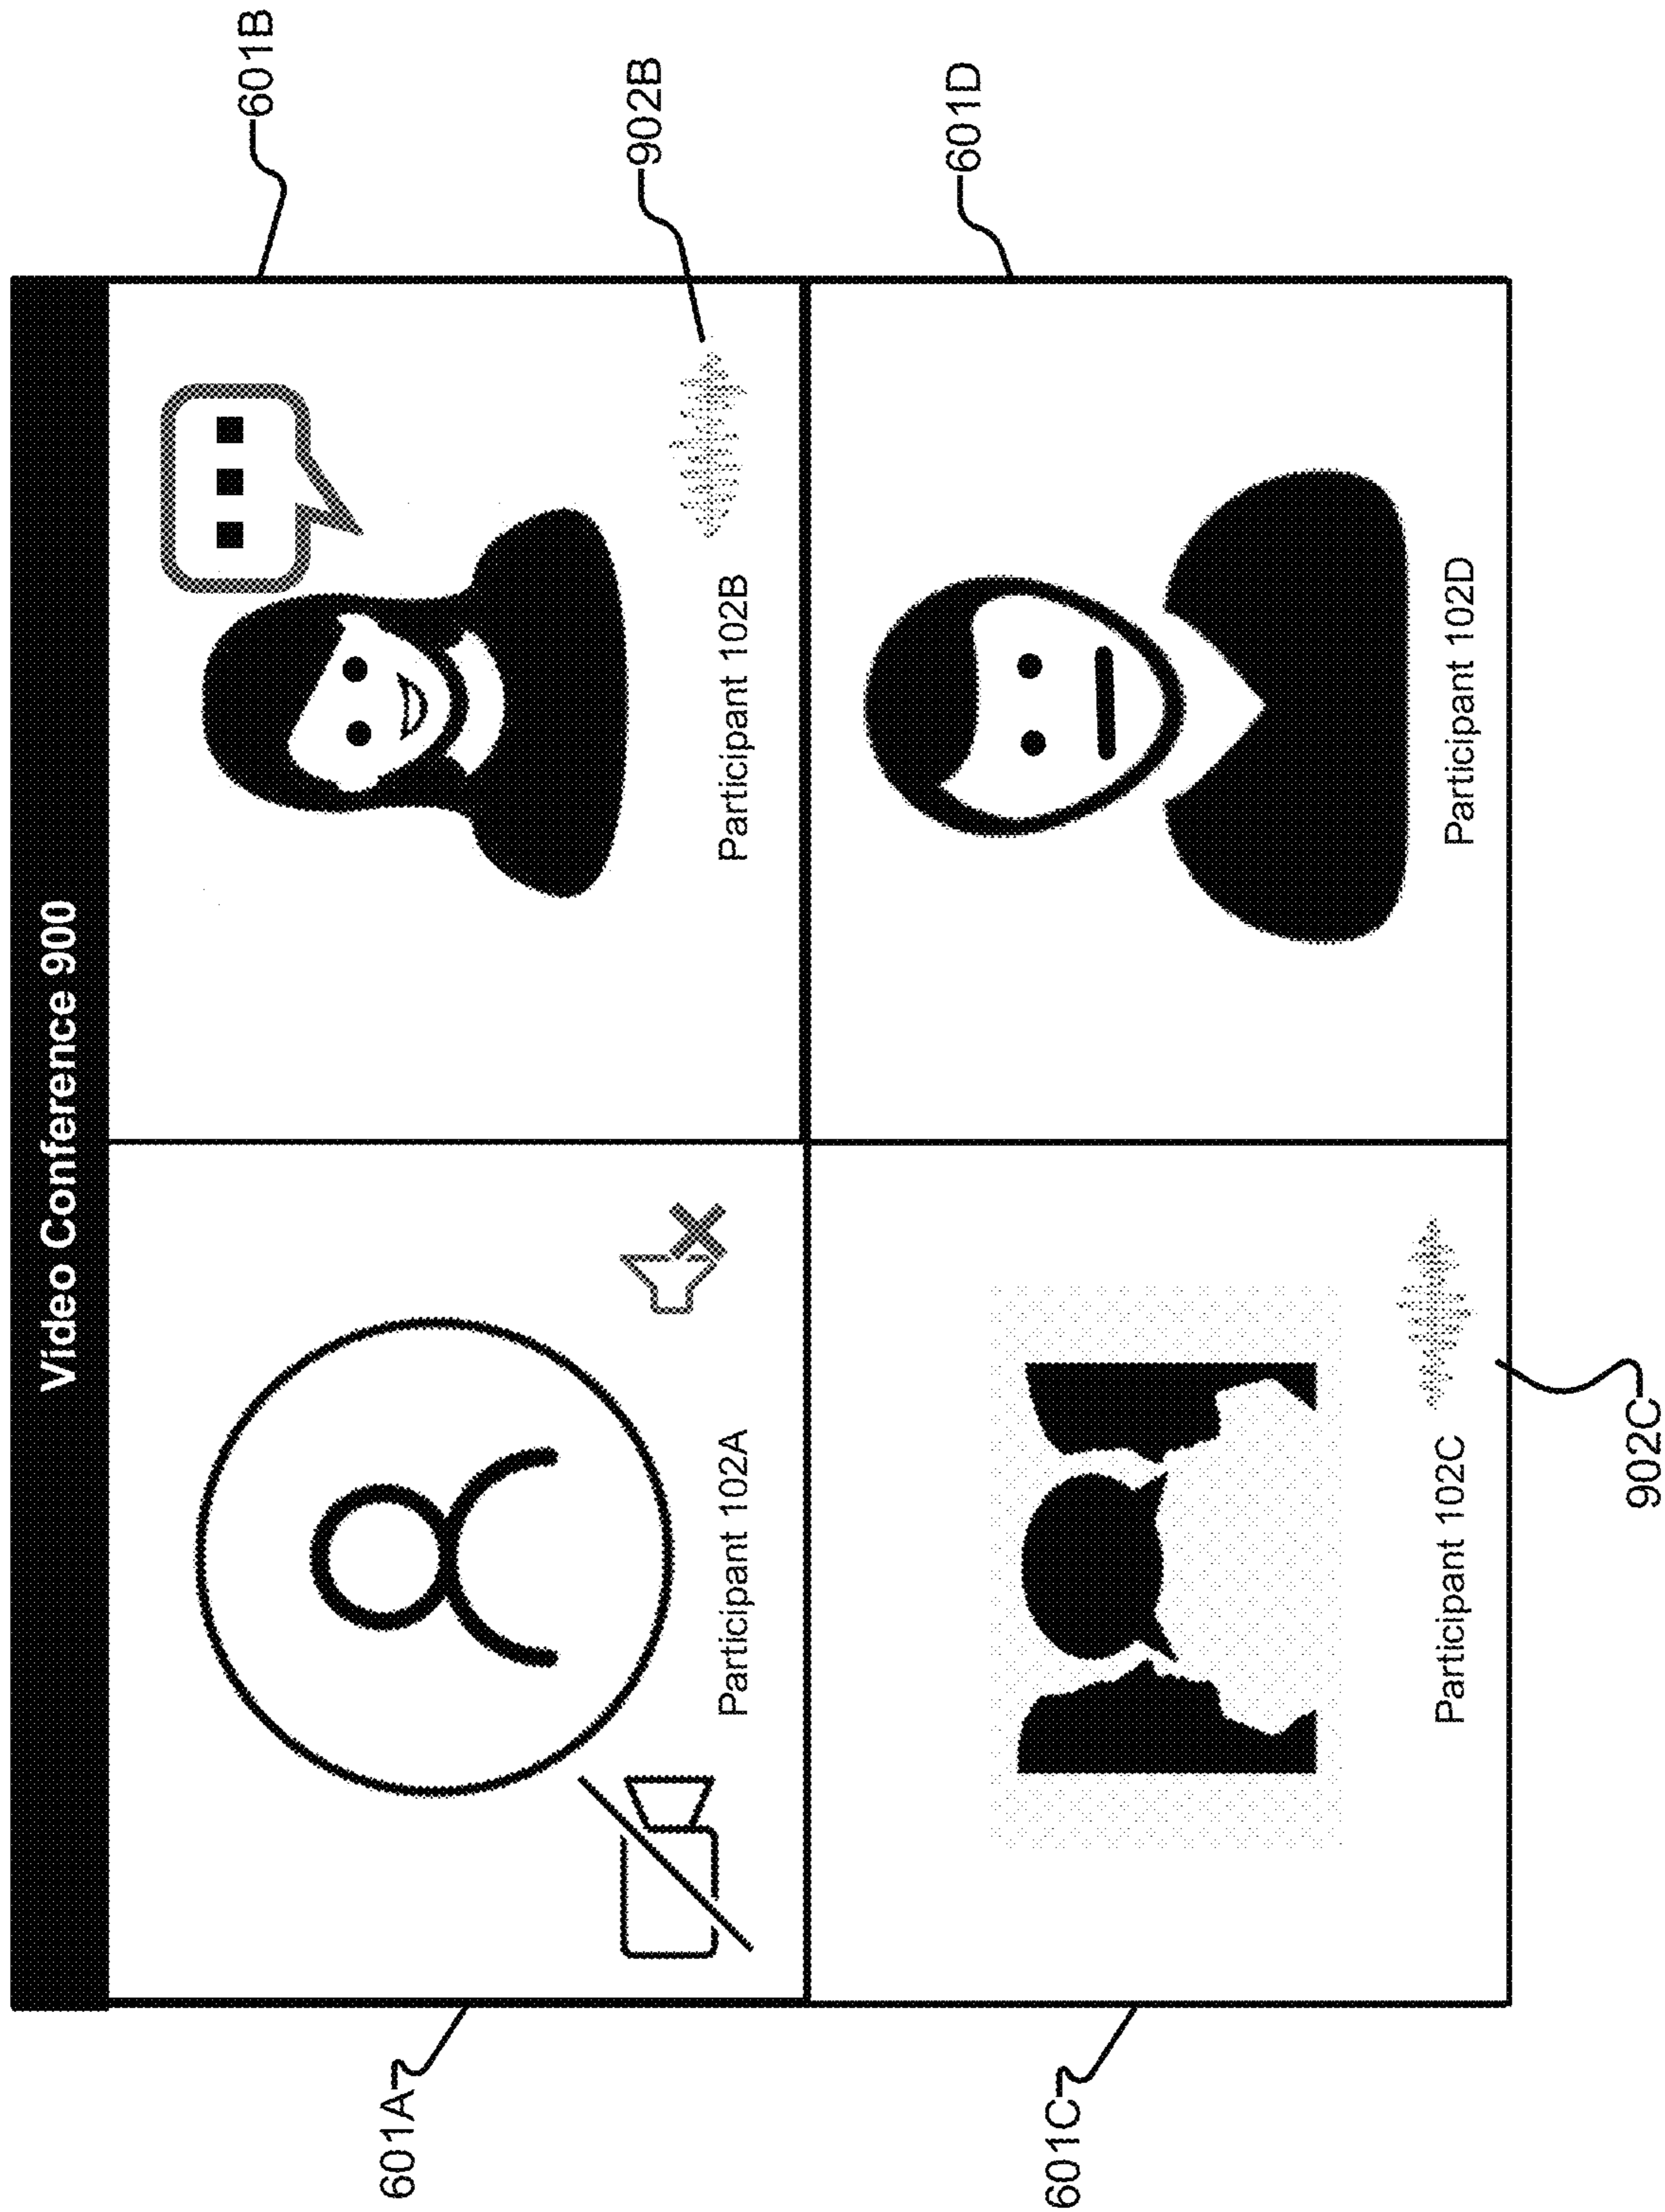 Video Conference 900
601A
601B
Participant 102A
Participant 102B
902B
601C
601D
Participant 102C
Participant 102D
902C